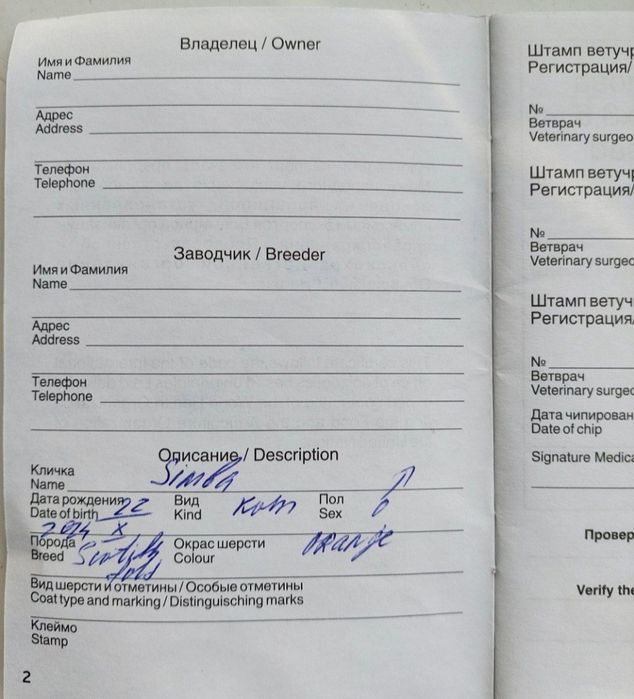 Владелец / Owner
Имя и Фамилия
Name
Адрес
Address
Телефон
Telephone
Заводчик / Breeder
Имя и Фамилия
Name
Адрес
Address
Телефон
Telephone
Описание / Description
Кличка
Name Simba
Дата рождения
Date of birth 22
Вид
Kind кот
Пол
Sex
X
Порода
Breed
Окрас шерсти
Colour orange
Вид шерсти и отметины / Особые отметины
Coat type and marking / Distinguisching marks
Клеймо
Stamp
2
Штамп ветучр
Регистрация/
№
Ветврач
Veterinary surgeo
Штамп ветучр
Регистрация/
№
Ветврач
Veterinary surgeo
Штамп ветуч
Регистрация/
№
Ветврач
Veterinary surgeo
Дата чипирован
Date of chip
Signature Medica
Провер
Verify the